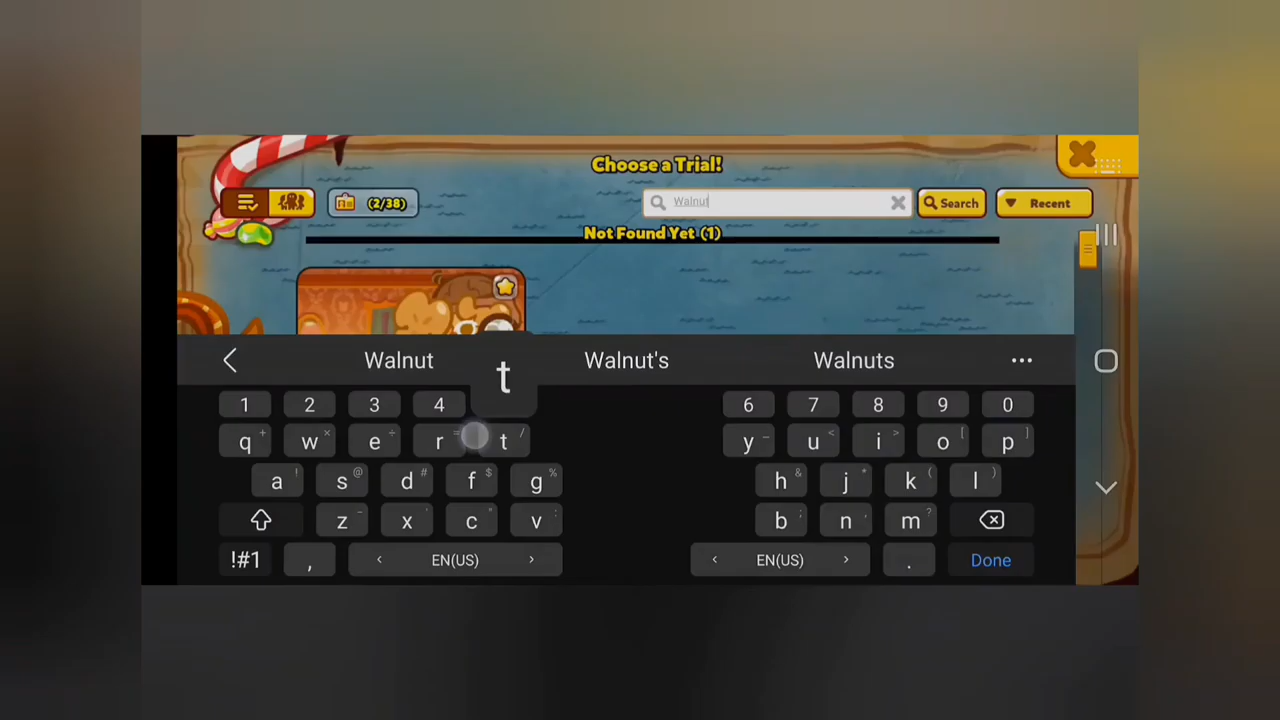 Choose a Trial!
(2/38)
Walnut
Search
Recent
Not Found Yet (1)
Walnut
t
Walnut's
Walnuts
1 2 3 4 6 7 8 9 0
q + w × e ÷ r = t / y _ u < i > o [ p ]
a ! s @ d # f $ g % h & j * k ( l )
z - x ' c " v : b ; n , m ?
!#1 , < EN(US) > < EN(US) > . Done